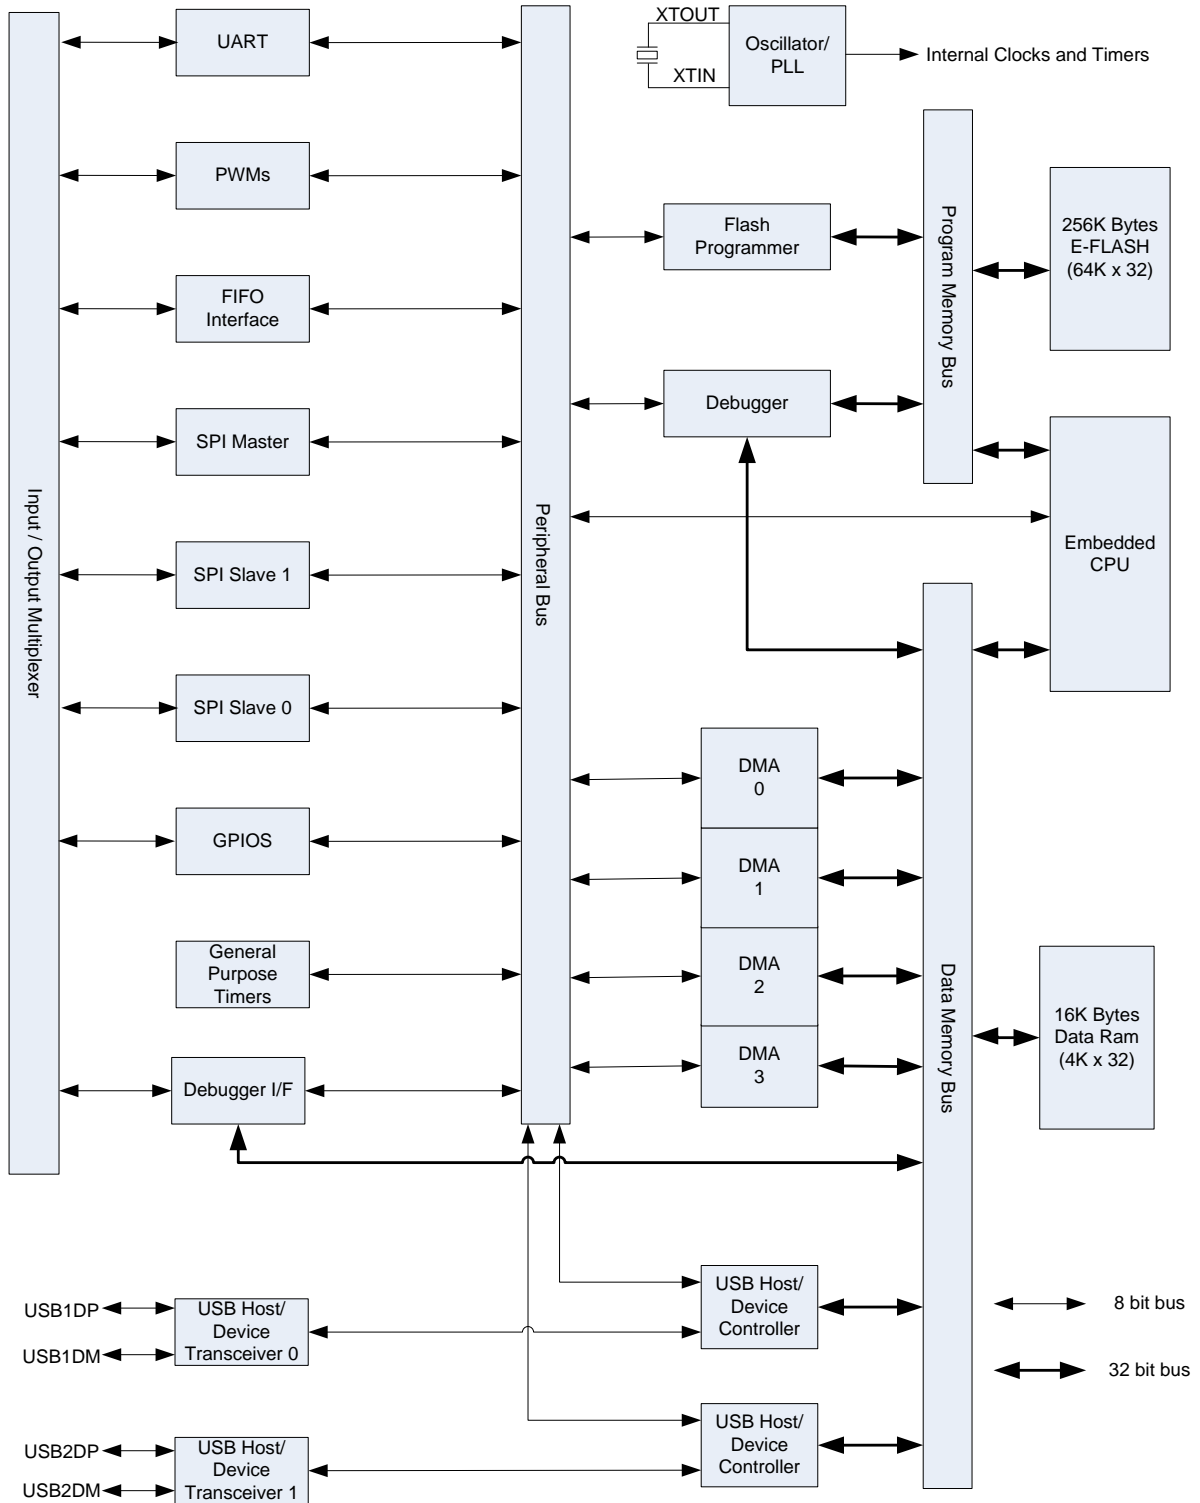 XTOUT
XTIN
Oscillator/
PLL
Internal Clocks and Timers
UART
PWMs
FIFO
Interface
SPI Master
SPI Slave 1
SPI Slave 0
GPIOS
General
Purpose
Timers
Debugger I/F
Input / Output Multiplexer
Peripheral Bus
Flash
Programmer
Debugger
Program Memory Bus
256K Bytes
E-FLASH
(64K x 32)
Embedded
CPU
DMA
0
DMA
1
DMA
2
DMA
3
Data Memory Bus
16K Bytes
Data Ram
(4K x 32)
USB1DP
USB1DM
USB Host/
Device
Transceiver 0
USB Host/
Device
Controller
8 bit bus
32 bit bus
USB2DP
USB2DM
USB Host/
Device
Transceiver 1
USB Host/
Device
Controller